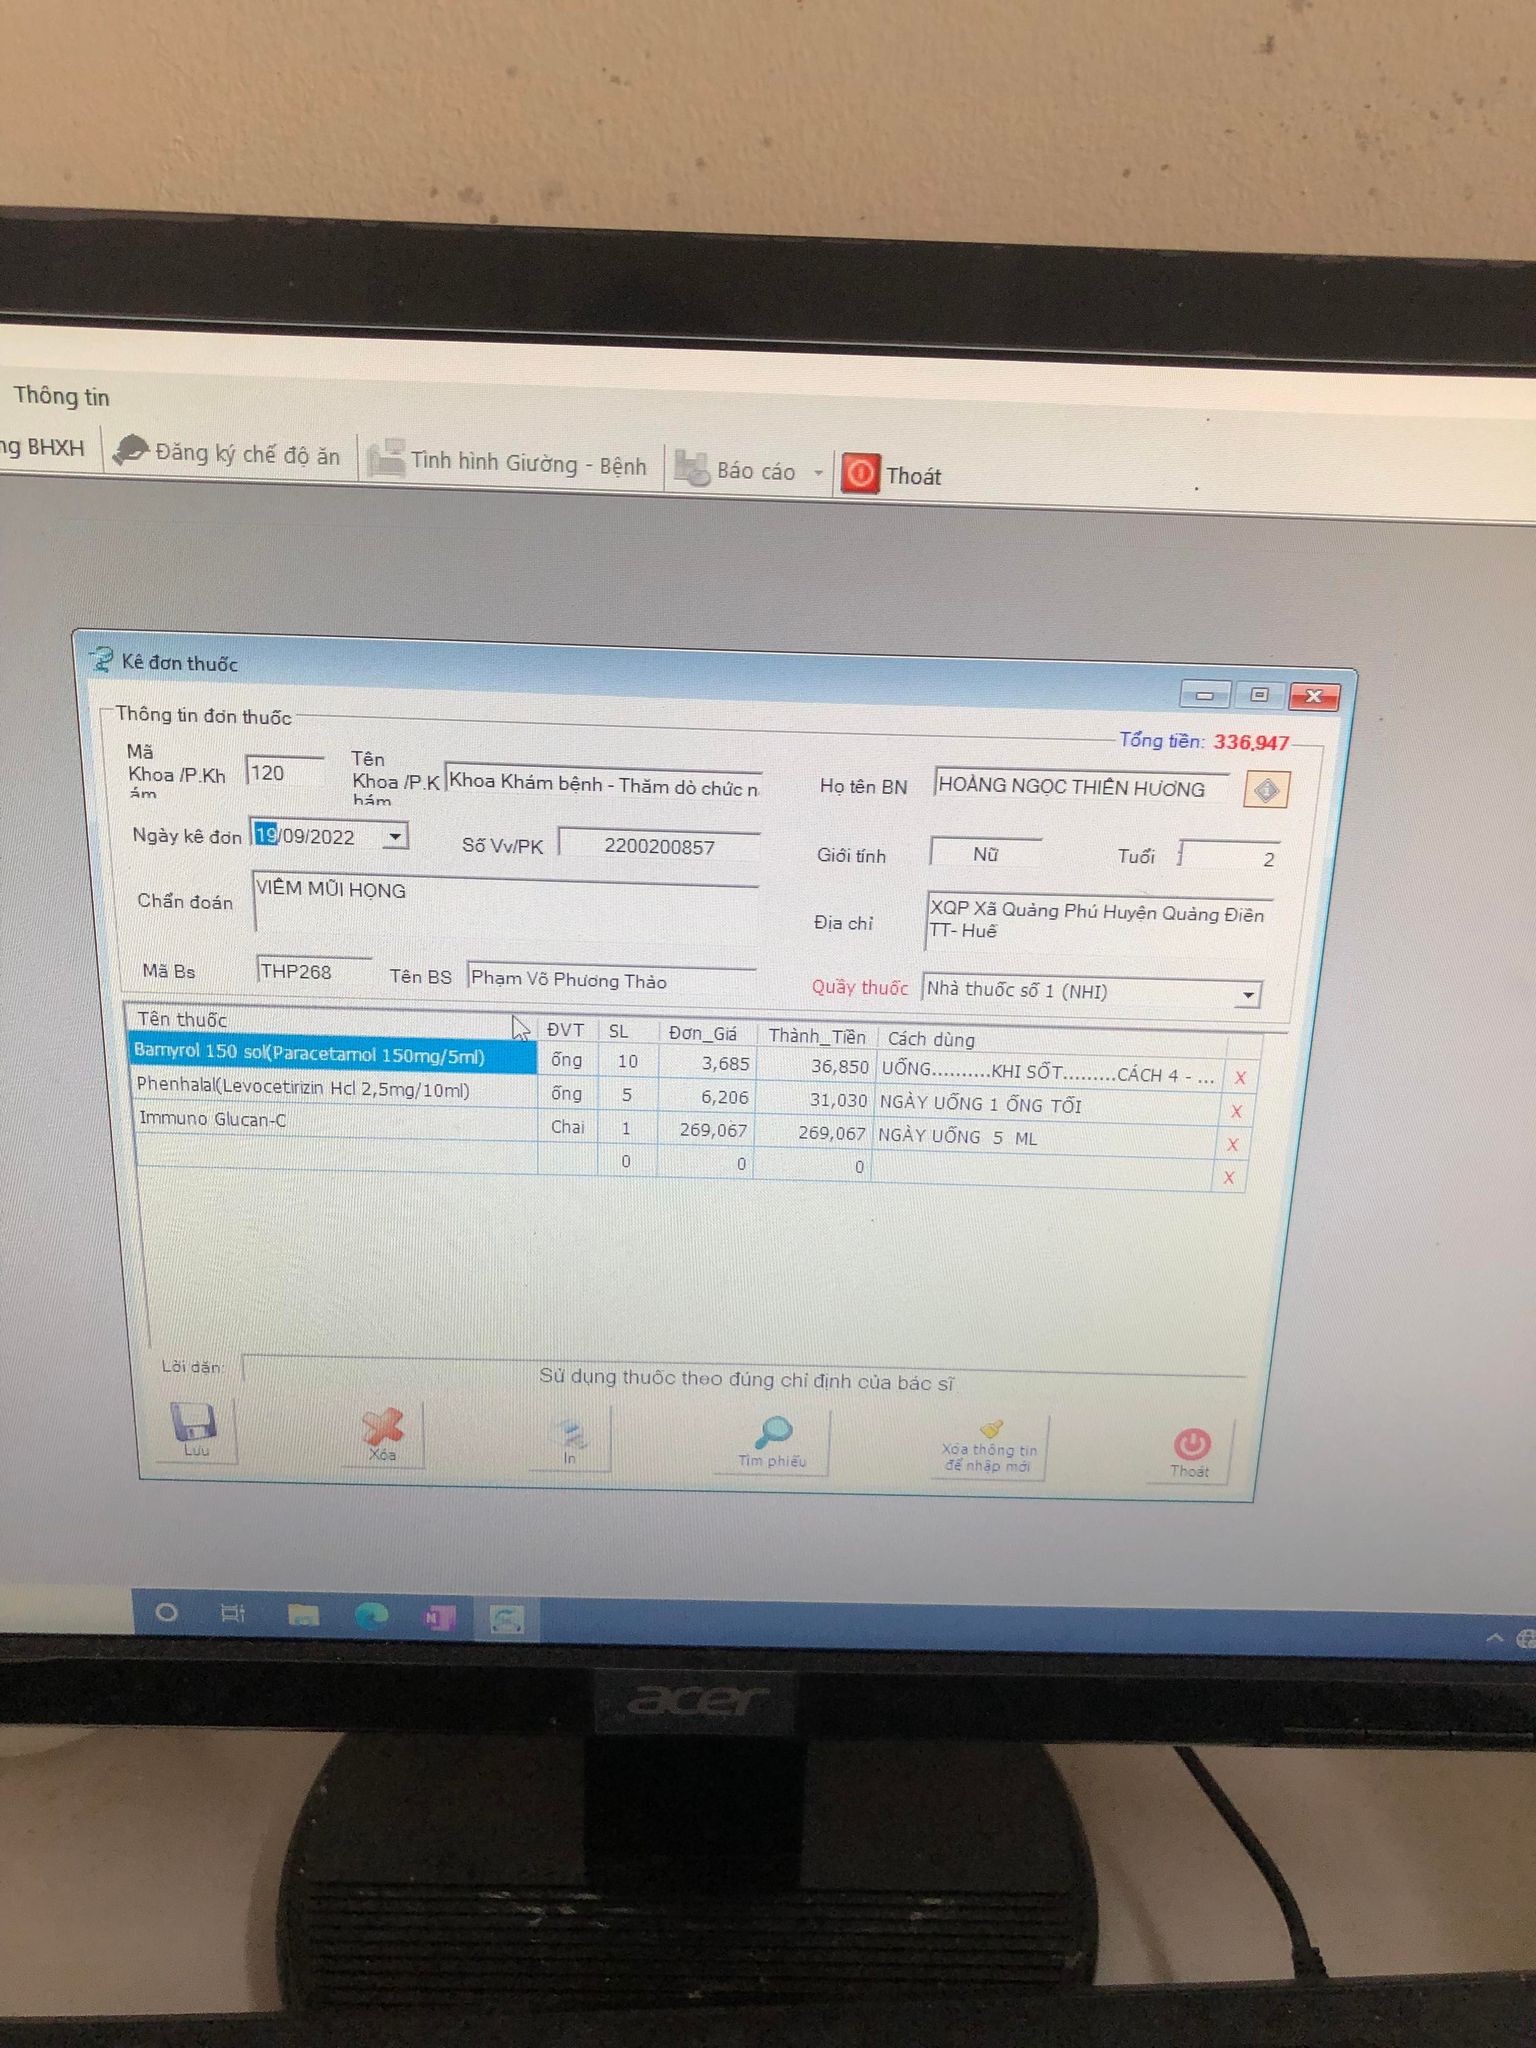 Thông tin
ng BHXH Đăng ký chế độ ăn Tình hình Giường - Bệnh Báo cáo Thoát
Kê đơn thuốc
Thông tin đơn thuốc
Tổng tiền: 336,947
Mã Khoa /P.Kh ám 120 Tên Khoa /P.K hám Khoa Khám bệnh - Thăm dò chức n Họ tên BN HOÀNG NGỌC THIÊN HƯƠNG
Ngày kê đơn 19/09/2022 Số Vv/PK 2200200857 Giới tính Nữ Tuổi 2
Chẩn đoán VIÊM MŨI HỌNG Địa chỉ XQP Xã Quảng Phú Huyện Quảng Điền
TT- Huế
Mã Bs THP268 Tên BS Phạm Võ Phương Thảo Quầy thuốc Nhà thuốc số 1 (NHI)
Tên thuốc ĐVT SL Đơn_Giá Thành_Tiền Cách dùng
Bamyrol 150 sol(Paracetamol 150mg/5ml) ống 10 3,685 36,850 UỐNG..........KHI SỐT.........CÁCH 4 - ... X
Phenhalal(Levocetirizin Hcl 2,5mg/10ml) ống 5 6,206 31,030 NGÀY UỐNG 1 ỐNG TỐI X
Immuno Glucan-C Chai 1 269,067 269,067 NGÀY UỐNG 5 ML X
0 0 0 X
Lời dặn: Sử dụng thuốc theo đúng chỉ định của bác sĩ
Lưu Xóa In Tìm phiếu Xóa thông tin để nhập mới Thoát
acer